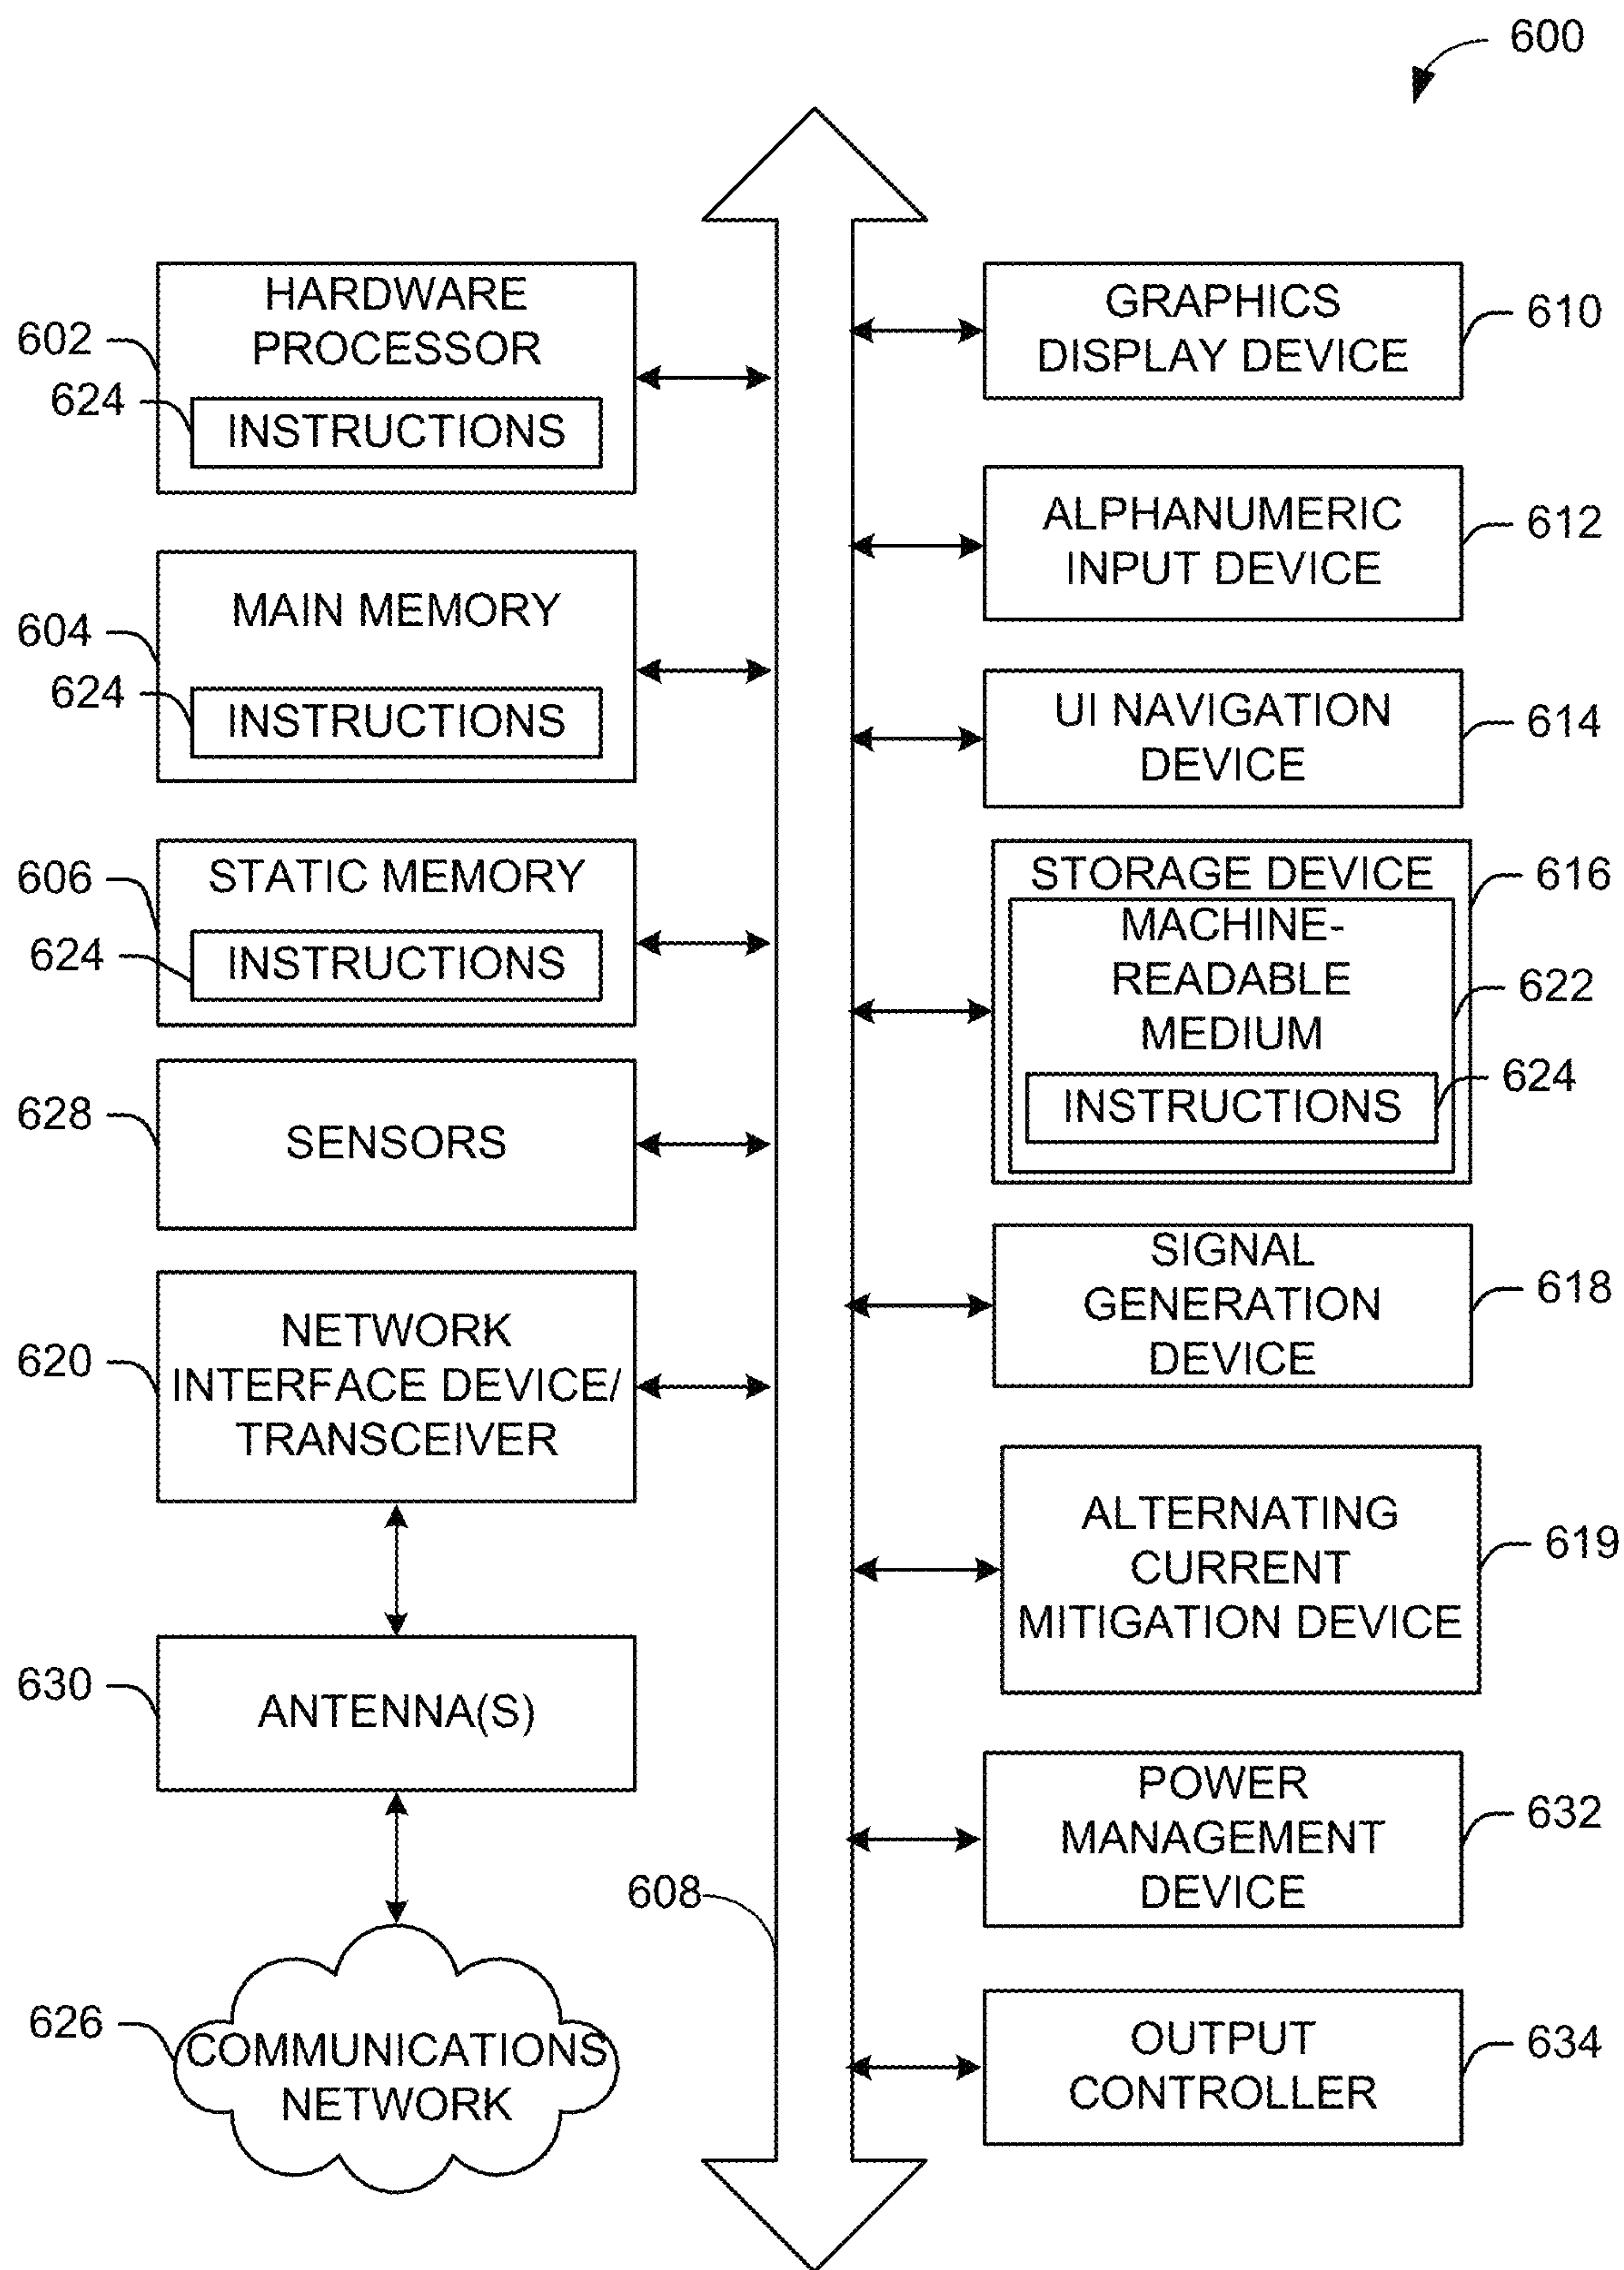 600
HARDWARE
PROCESSOR
602
624
INSTRUCTIONS
MAIN MEMORY
604
624
INSTRUCTIONS
STATIC MEMORY
606
624
INSTRUCTIONS
628
SENSORS
NETWORK
620
INTERFACE DEVICE/
TRANSCEIVER
630
ANTENNA(S)
626
COMMUNICATIONS
NETWORK
608
GRAPHICS
DISPLAY DEVICE
610
ALPHANUMERIC
INPUT DEVICE
612
UI NAVIGATION
DEVICE
614
STORAGE DEVICE
616
MACHINE-
READABLE
MEDIUM
622
INSTRUCTIONS
624
SIGNAL
GENERATION
DEVICE
618
ALTERNATING
CURRENT
MITIGATION DEVICE
619
POWER
MANAGEMENT
DEVICE
632
OUTPUT
CONTROLLER
634